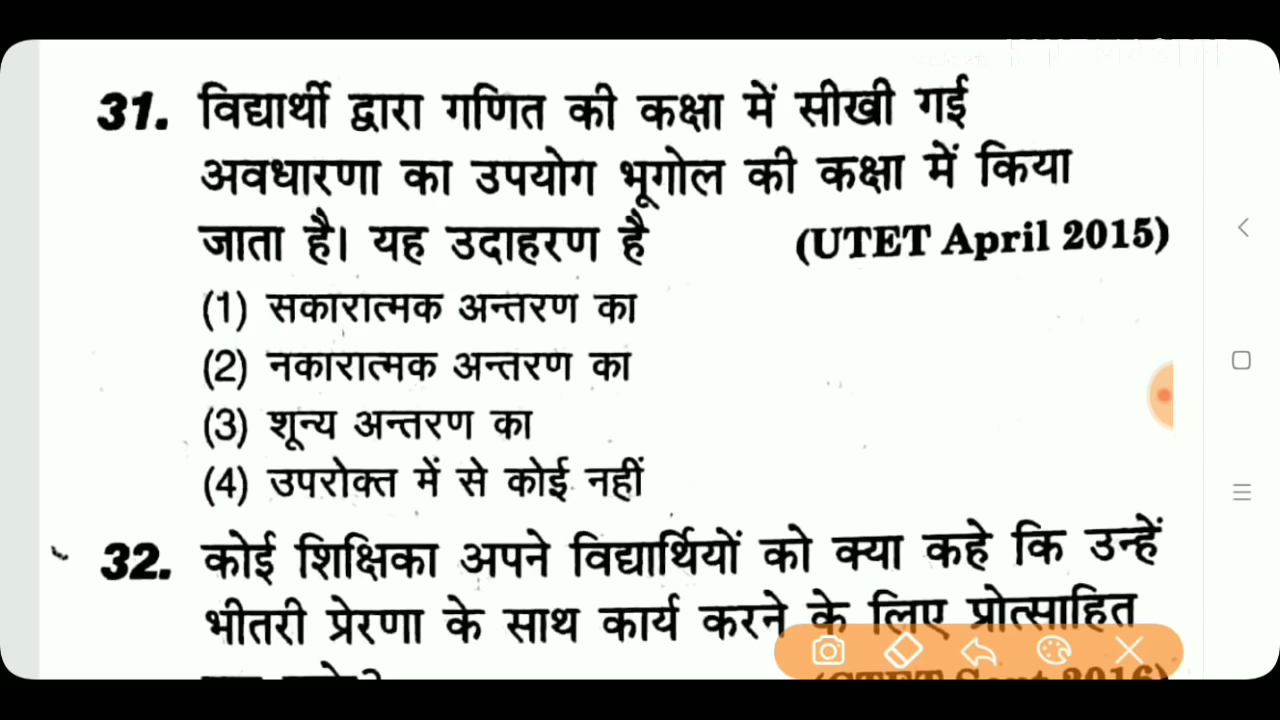 31. विद्यार्थी द्वारा गणित की कक्षा में सीखी गई
अवधारणा का उपयोग भूगोल की कक्षा में किया
जाता है। यह उदाहरण है (UTET April 2015)
(1) सकारात्मक अन्तरण का
(2) नकारात्मक अन्तरण का
(3) शून्य अन्तरण का
(4) उपरोक्त में से कोई नहीं
32. कोई शिक्षिका अपने विद्यार्थियों को क्या कहे कि उन्हें
भीतरी प्रेरणा के साथ कार्य करने के लिए प्रोत्साहित